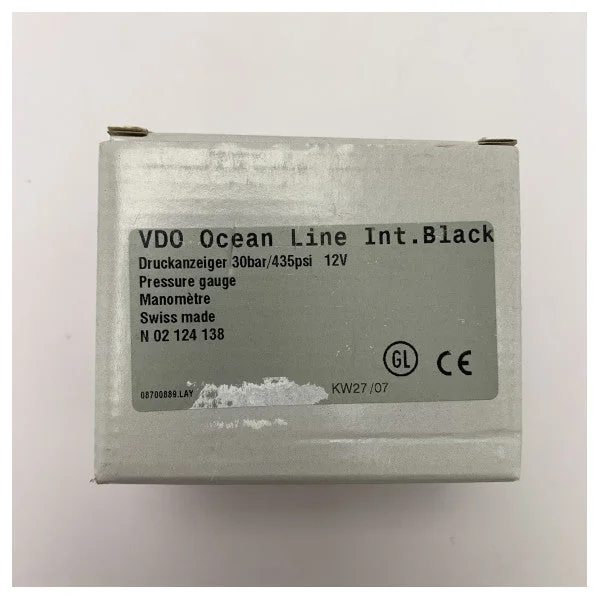 VDO Ocean Line Int.Black
Druckanzeiger 30bar/435psi 12V
Pressure gauge
Manomètre
Swiss made
N 02 124 138
GL CE
08700889.LAY KW27/07